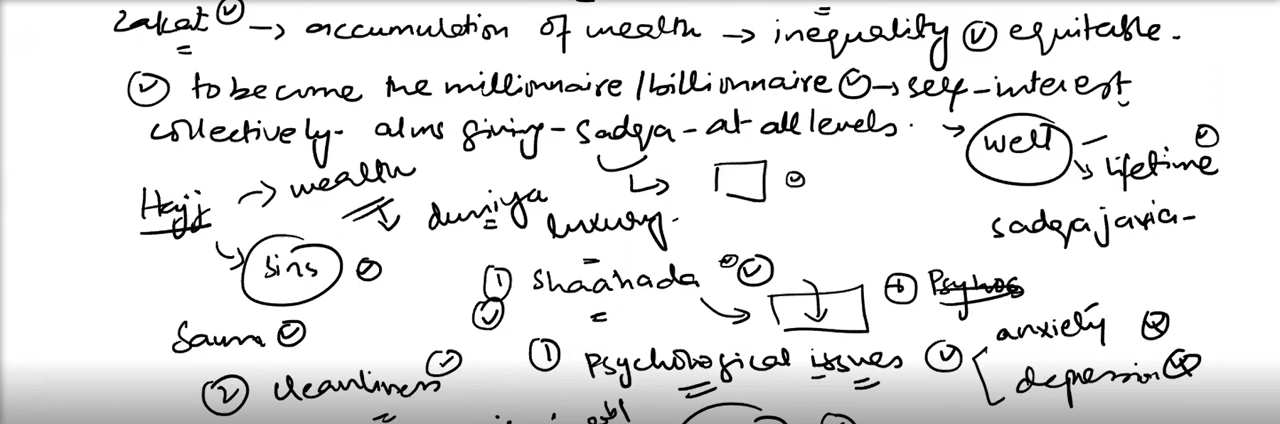 Zakat → accumulation of wealth → inequality equitable.
to become the millionnaire/billionnaire → self-interest
collectively. alms giving - sadqa - at all levels. → well
→ lifetime
Hajj → wealth
duniya luxury.
sadqa jaria -
sins
① Shaahada
Psychos
Saum
① psychological issues
anxiety
depression
② cleanliness